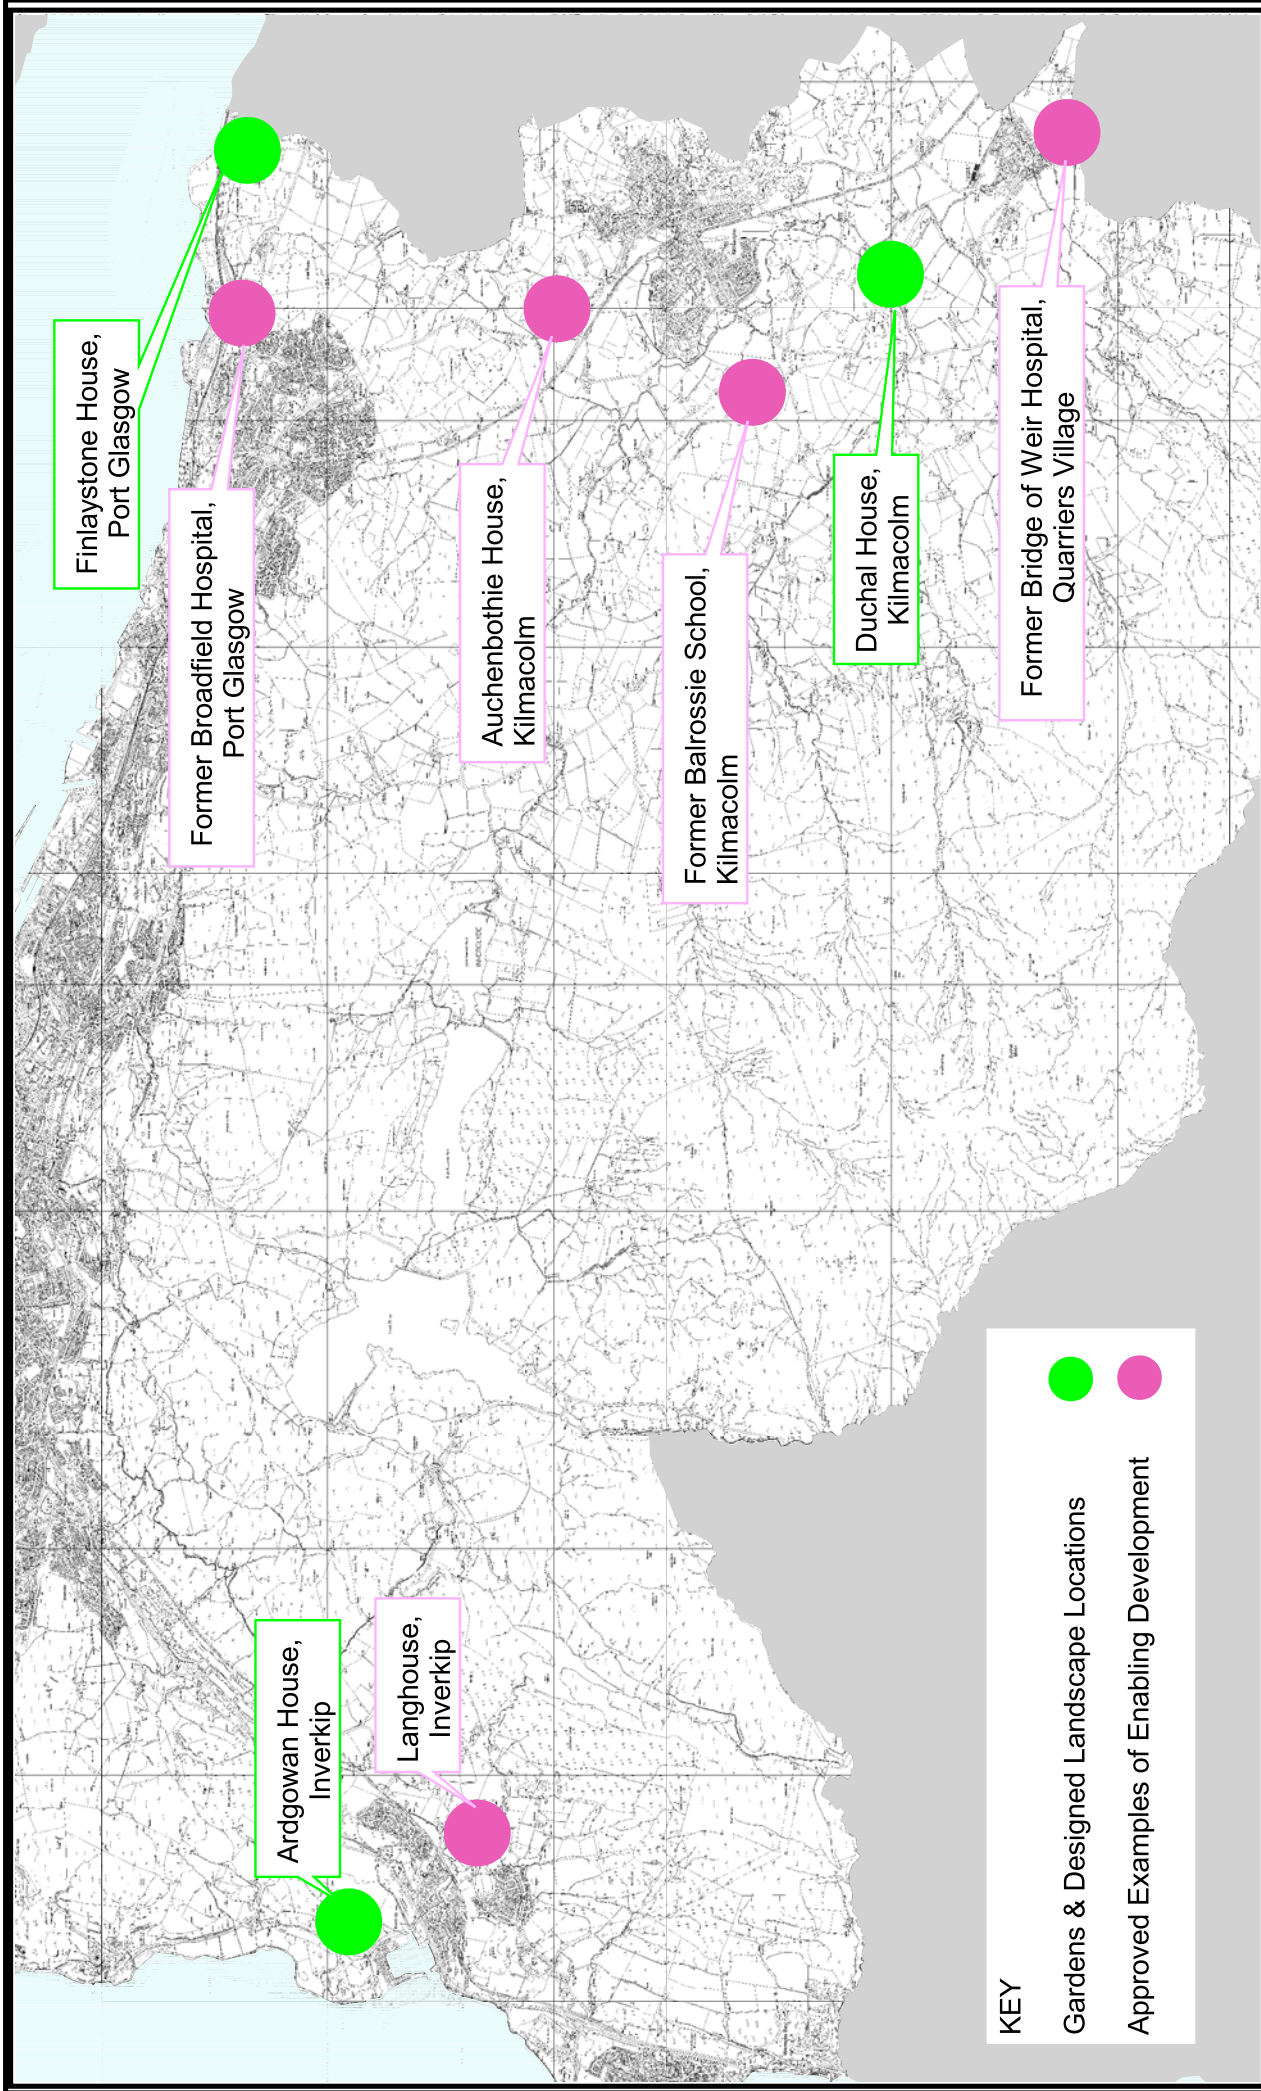 Finlaystone House,
Port Glasgow
Former Broadfield Hospital,
Port Glasgow
Auchenbothie House,
Kilmacolm
Former Balrossie School,
Kilmacolm
Duchal House,
Kilmacolm
Former Bridge of Weir Hospital,
Quarriers Village
Ardgowan House,
Inverkip
Langhouse,
Inverkip
KEY
Gardens & Designed Landscape Locations
Approved Examples of Enabling Development